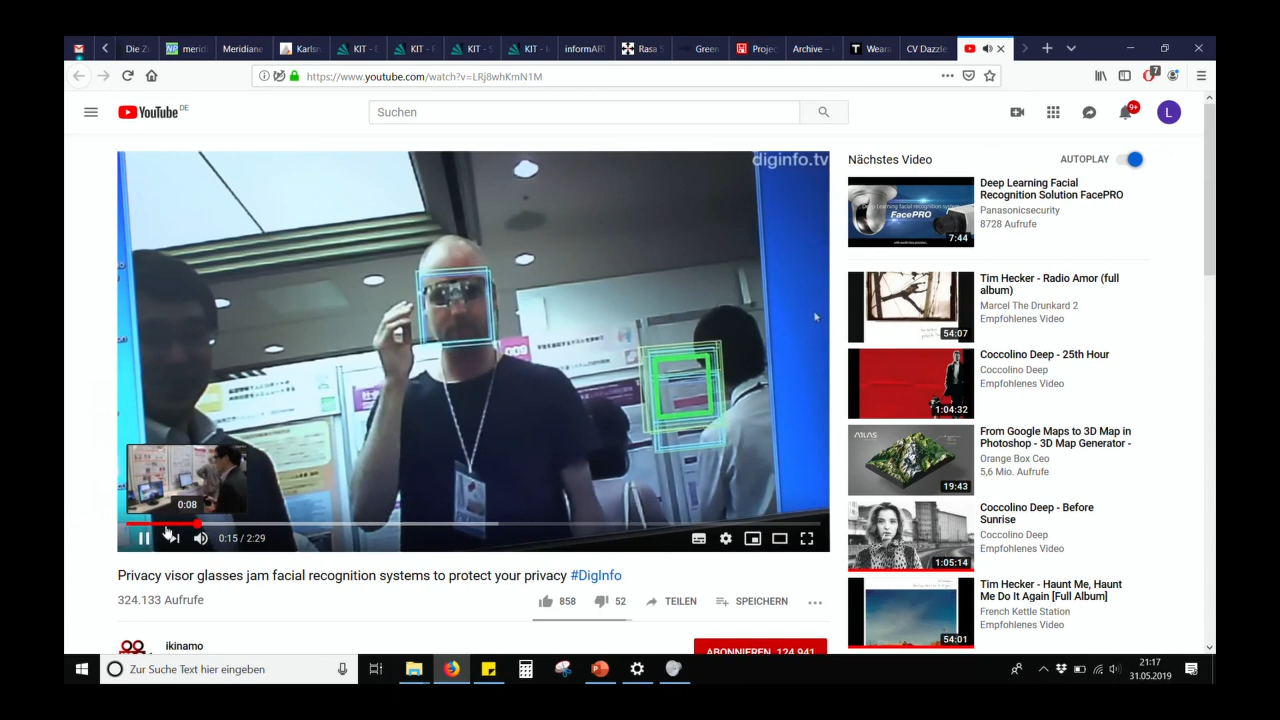 Die Z
merid
Meridiane
Karlsr
KIT - E
KIT - F
KIT - S
KIT - I
informART
Rasa S
Green
Projec
Archive –
Weara
CV Dazzle
https://www.youtube.com/watch?v=LRj8whKmN1M
7
YouTube DE
Suchen
9+
L
diginfo.tv
0:08
0:15 / 2:29
Privacy visor glasses jam facial recognition systems to protect your privacy #DigInfo
324.133 Aufrufe
858
52
TEILEN
SPEICHERN
ikinamo
ABONNIEREN 124.941
Nächstes Video
AUTOPLAY
FacePRO
7:44
Deep Learning Facial
Recognition Solution FacePRO
Panasonicsecurity
8728 Aufrufe
54:07
Tim Hecker - Radio Amor (full
album)
Marcel The Drunkard 2
Empfohlenes Video
1:04:32
Coccolino Deep - 25th Hour
Coccolino Deep
Empfohlenes Video
ATLAS
19:43
From Google Maps to 3D Map in
Photoshop - 3D Map Generator -
Orange Box Ceo
5,6 Mio. Aufrufe
1:05:14
Coccolino Deep - Before
Sunrise
Coccolino Deep
Empfohlenes Video
54:01
Tim Hecker - Haunt Me, Haunt
Me Do It Again [Full Album]
French Kettle Station
Empfohlenes Video
Zur Suche Text hier eingeben
21:17
31.05.2019